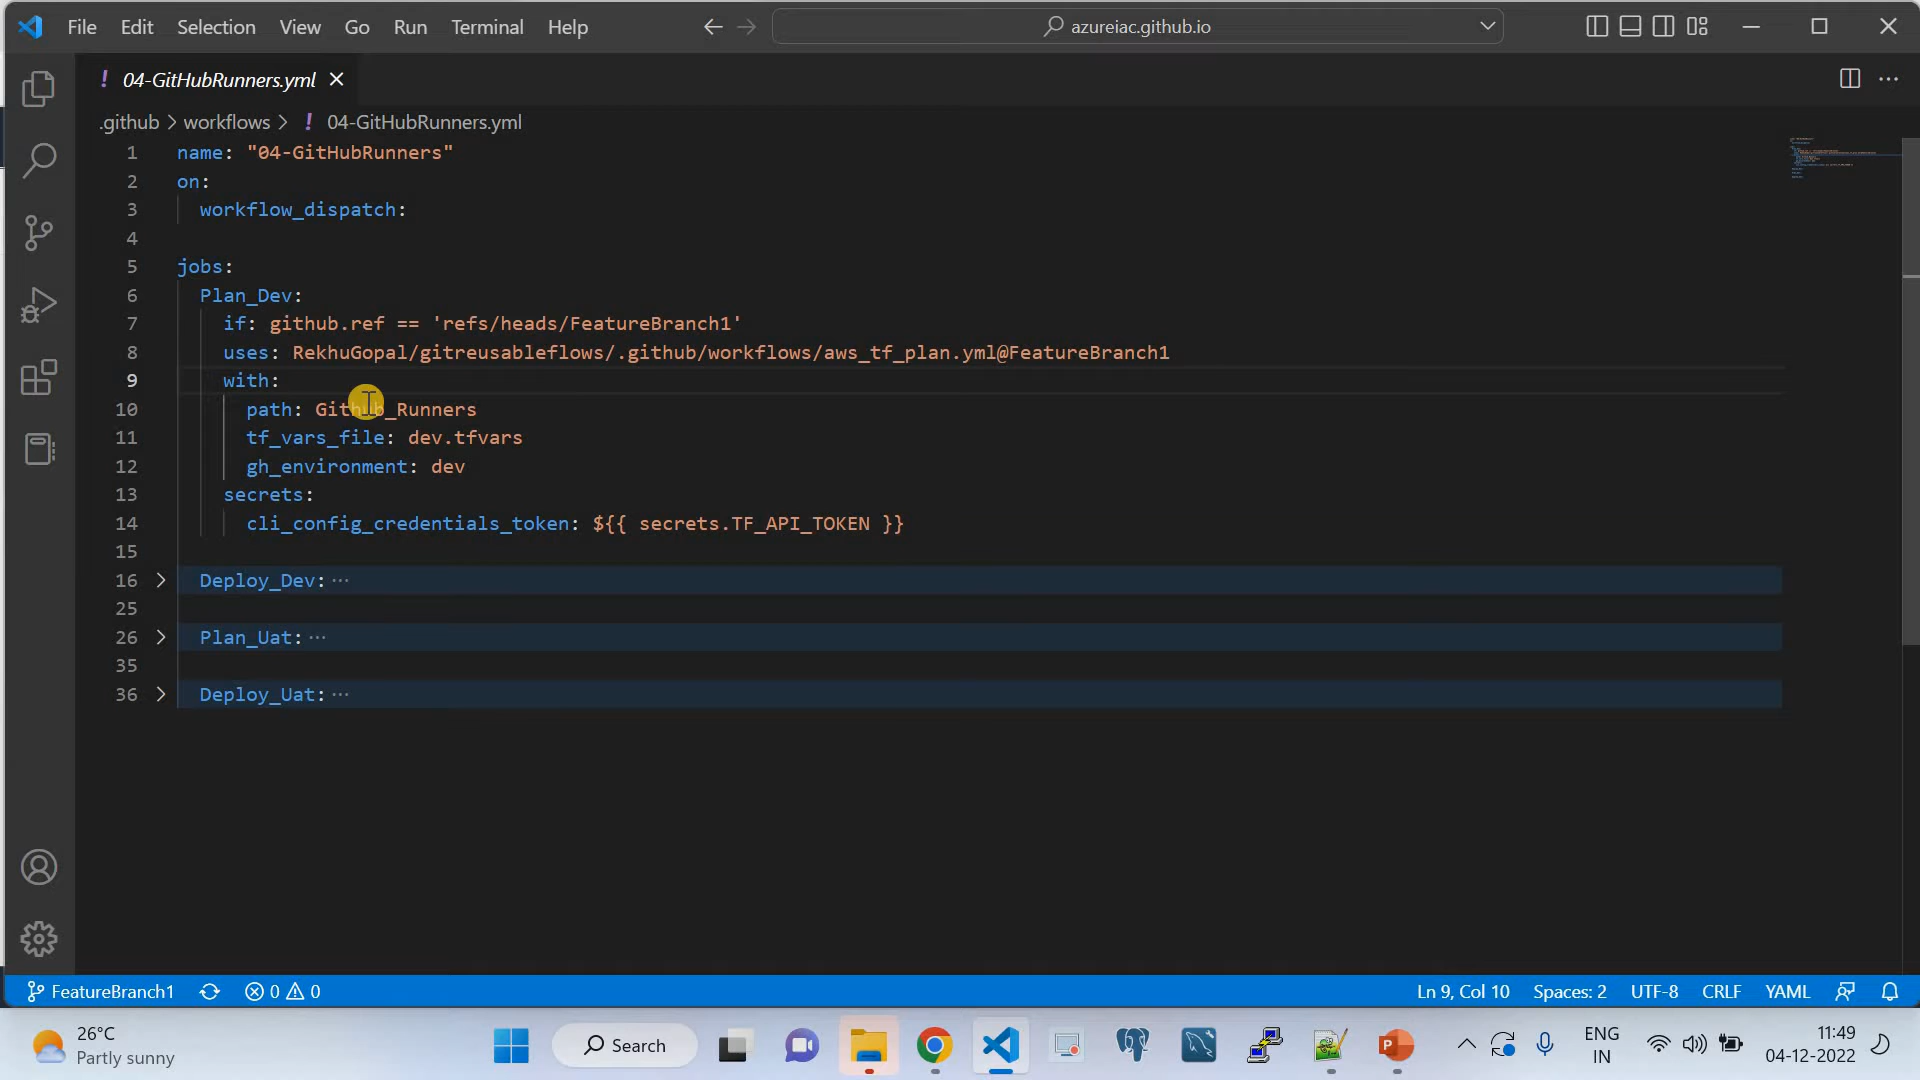 File Edit Selection View Go Run Terminal Help azureiac.github.io
! 04-GitHubRunners.yml
.github > workflows > ! 04-GitHubRunners.yml
1 name: "04-GitHubRunners"
2 on:
3 workflow_dispatch:
4
5 jobs:
6 Plan_Dev:
7 if: github.ref == 'refs/heads/FeatureBranch1'
8 uses: RekhuGopal/gitreusableflows/.github/workflows/aws_tf_plan.yml@FeatureBranch1
9 with:
10 path: Github_Runners
11 tf_vars_file: dev.tfvars
12 gh_environment: dev
13 secrets:
14 cli_config_credentials_token: ${{ secrets.TF_API_TOKEN }}
15
16 > Deploy_Dev: ···
25
26 > Plan_Uat: ···
35
36 > Deploy_Uat: ···
FeatureBranch1 0 0 Ln 9, Col 10 Spaces: 2 UTF-8 CRLF YAML
26°C
Partly sunny
Search
ENG
IN
11:49
04-12-2022